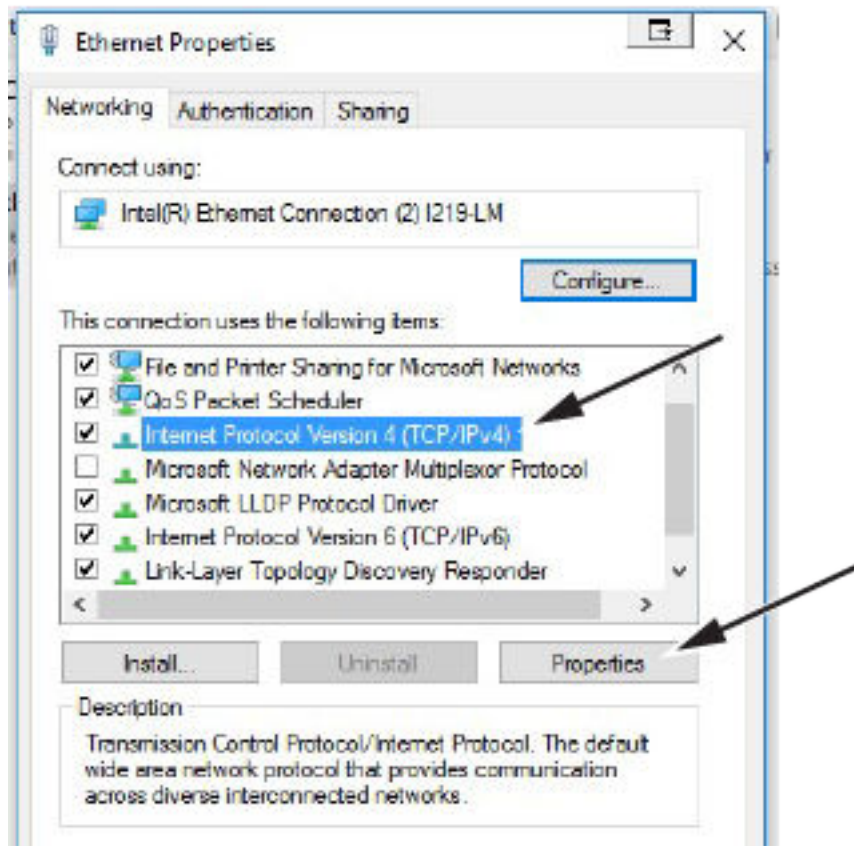 Ethernet Properties
Networking Authentication Sharing
Connect using:
Intel(R) Ethernet Connection (2) I219-LM
Configure...
This connection uses the following items:
File and Printer Sharing for Microsoft Networks
QoS Packet Scheduler
Internet Protocol Version 4 (TCP/IPv4)
Microsoft Network Adapter Multiplexor Protocol
Microsoft LLDP Protocol Driver
Internet Protocol Version 6 (TCP/IPv6)
Link-Layer Topology Discovery Responder
Install... Uninstall Properties
Description
Transmission Control Protocol/Internet Protocol. The default
wide area network protocol that provides communication
across diverse interconnected networks.